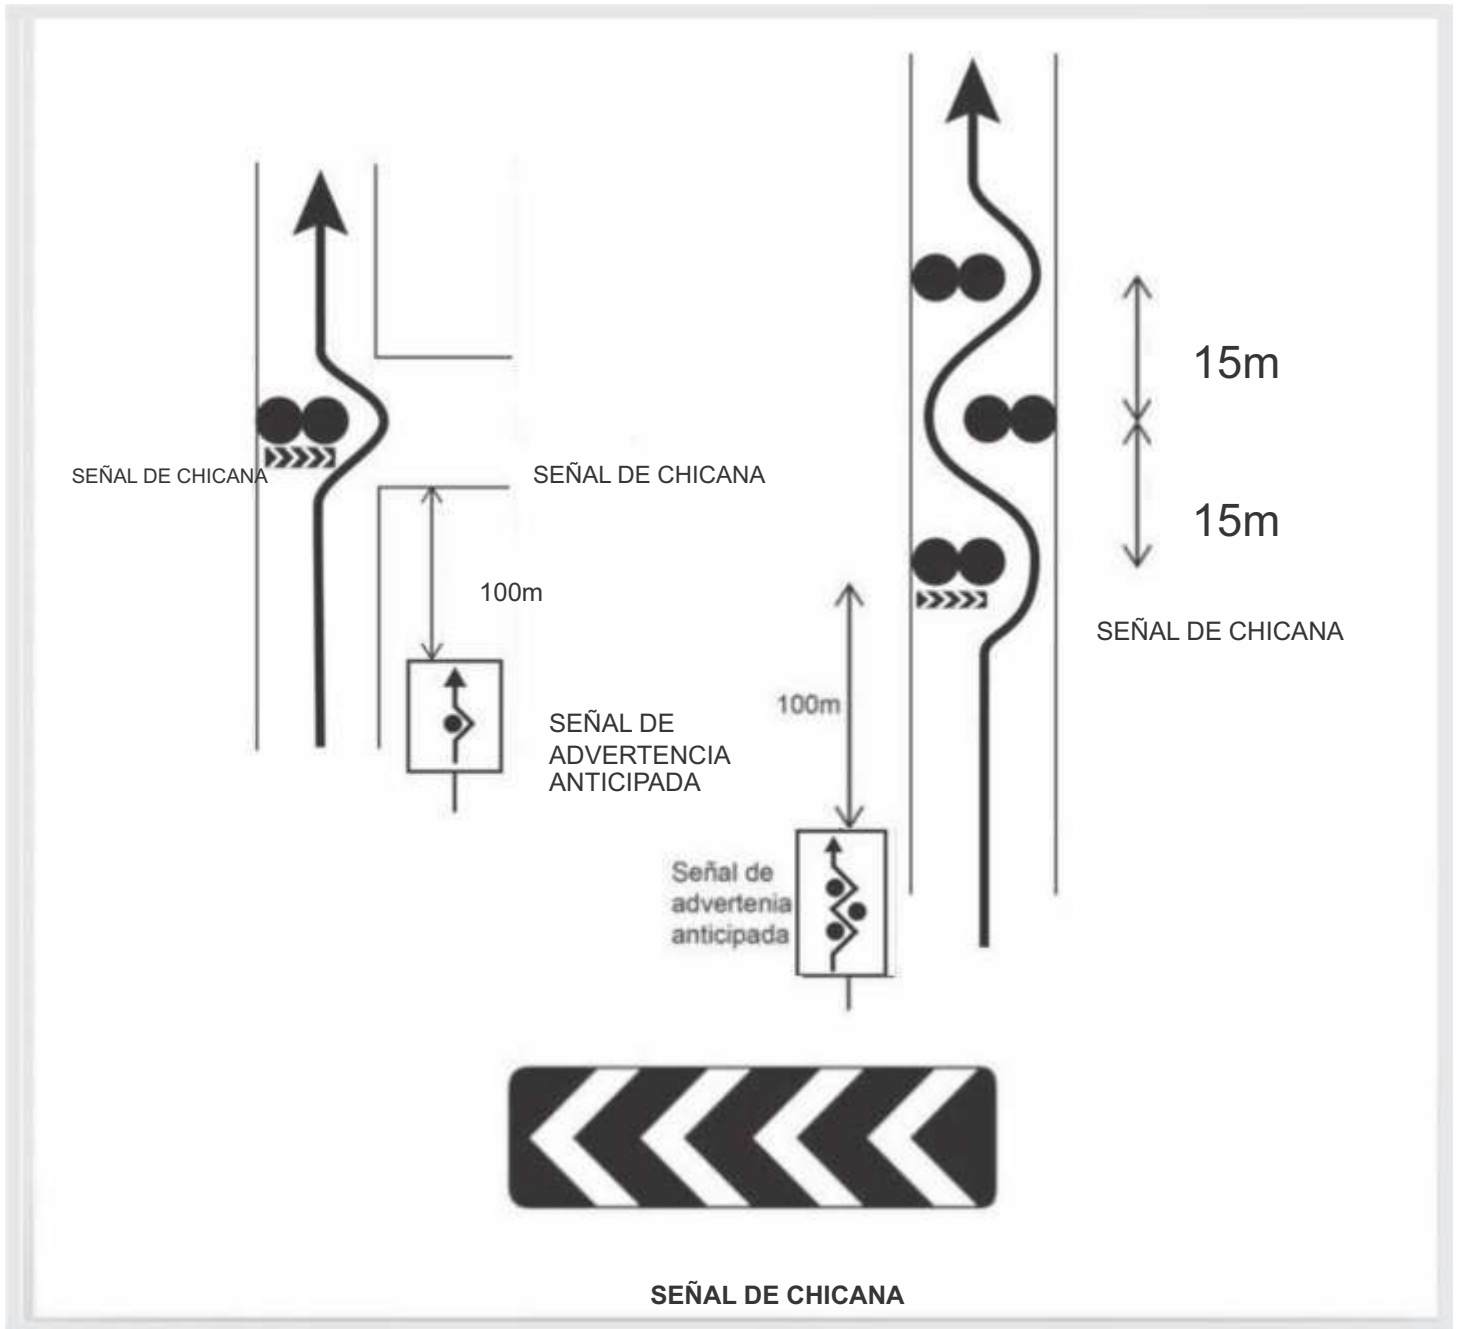 15m
SEÑAL DE CHICANA
SEÑAL DE CHICANA
15m
100m
SEÑAL DE CHICANA
100m
SEÑAL DE
ADVERTENCIA
ANTICIPADA
Señal de
advertenia
anticipada
SEÑAL DE CHICANA